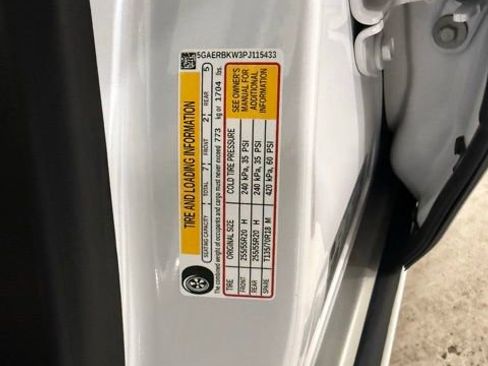 5GAERBKW3PJ115433
TIRE AND LOADING INFORMATION
SEATING CAPACITY TOTAL 7 FRONT 2 REAR 5
The combined weight of occupants and cargo must never exceed 773 kg or 1704 lbs.
TIRE ORIGINAL SIZE COLD TIRE PRESSURE
FRONT 255/55R20 H 240 kPa, 35 PSI
REAR 255/55R20 H 240 kPa, 35 PSI
SPARE T135/70R18 M 420 kPa, 60 PSI
SEE OWNER'S
MANUAL FOR
ADDITIONAL
INFORMATION